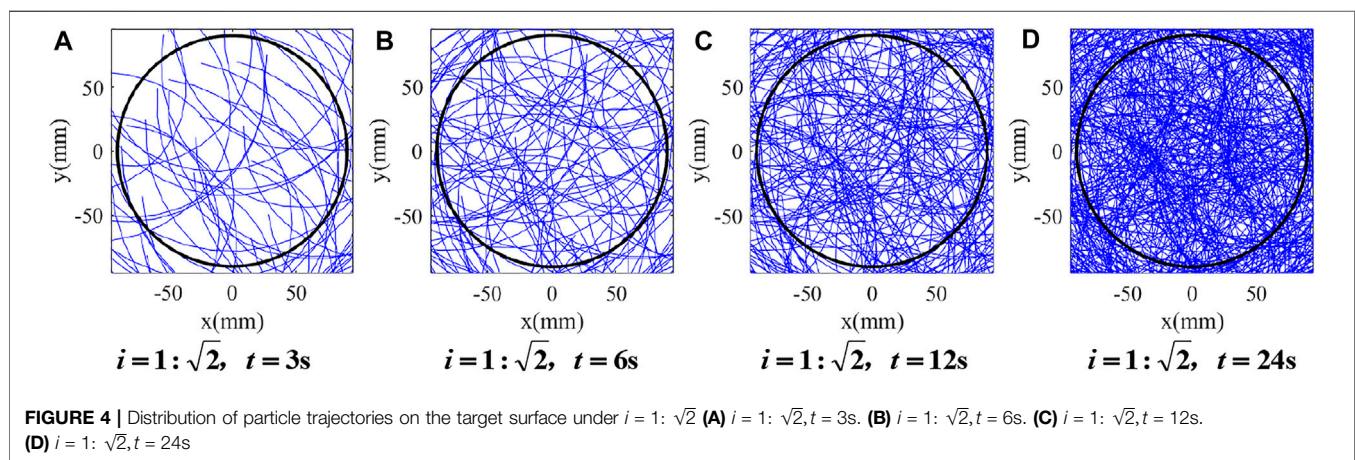 A B C D
y(mm) 50 0 -50
y(mm) 50 0 -50
y(mm) 50 0 -50
y(mm) 50 0 -50
-50 0 50 -50 0 50 -50 0 50 -50 0 50
x(mm) x(mm) x(mm) x(mm)
i = 1 : √2, t = 3s i = 1 : √2, t = 6s i = 1 : √2, t = 12s i = 1 : √2, t = 24s
FIGURE 4 | Distribution of particle trajectories on the target surface under i = 1: √2 (A) i = 1: √2, t = 3s. (B) i = 1: √2, t = 6s. (C) i = 1: √2, t = 12s.
(D) i = 1: √2, t = 24s